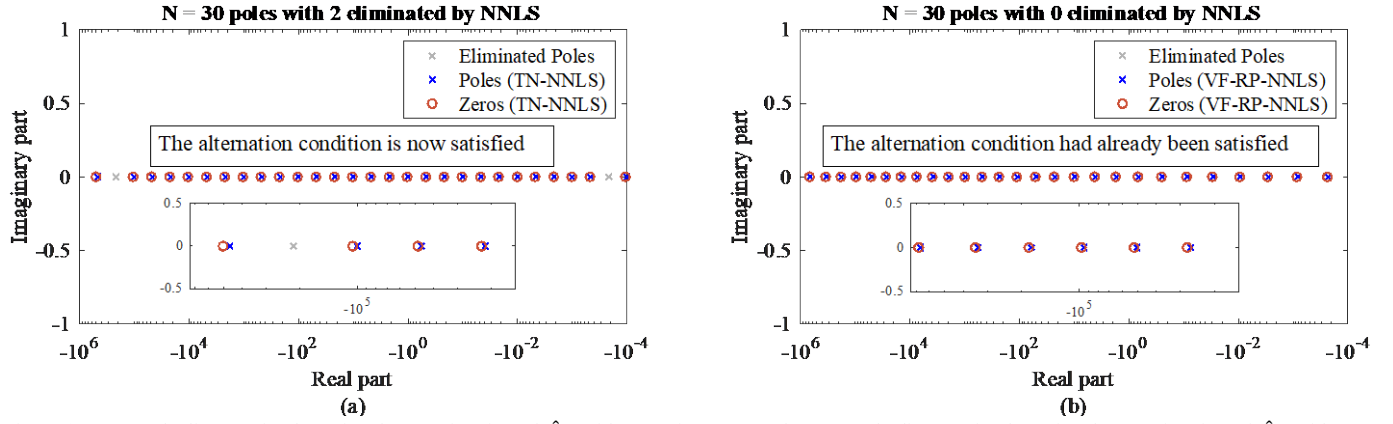 N = 30 poles with 2 eliminated by NNLS
1
0.5
0
-0.5
-1
Imaginary part
Eliminated Poles
Poles (TN-NNLS)
Zeros (TN-NNLS)
The alternation condition is now satisfied
0.5
0
-0.5
-10^5
-10^6 -10^4 -10^2 -10^0 -10^-2 -10^-4
Real part
(a)
N = 30 poles with 0 eliminated by NNLS
1
0.5
0
-0.5
-1
Imaginary part
Eliminated Poles
Poles (VF-RP-NNLS)
Zeros (VF-RP-NNLS)
The alternation condition had already been satisfied
0.5
0
-0.5
-10^5
-10^6 -10^4 -10^2 -10^0 -10^-2 -10^-4
Real part
(b)